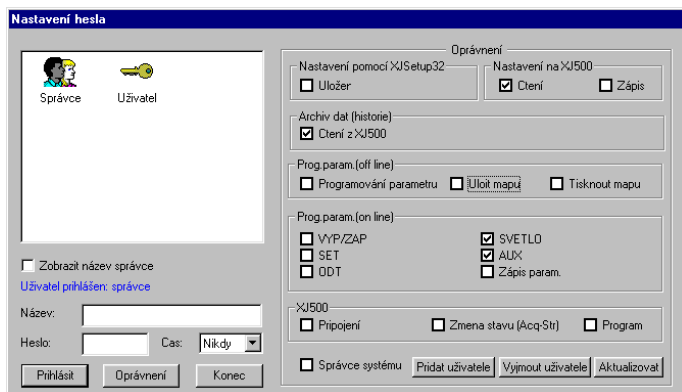 Nastavení hesla
Správce
Uživatel
Zobrazit název správce
Uživatel prihlášen: správce
Název:
Heslo:
Cas:
Nikdy
Prihlásit
Oprávnení
Konec
Oprávnení
Nastavení pomocí XJSetup32
Uložer
Nastavení na XJ500
Čtení
Zápis
Archiv dat (historie)
Čtení z XJ500
Prog.param.(off line)
Programování parametru
Uloit mapu
Tisknout mapu
Prog.param.(on line)
VYP/ZAP
SVETLO
SET
AUX
ODT
Zápis param.
XJ500
Pripojení
Zmena stavu (Acq-Str)
Program
Správce systému
Pridat uživatele
Vyjmout uživatele
Aktualizovat